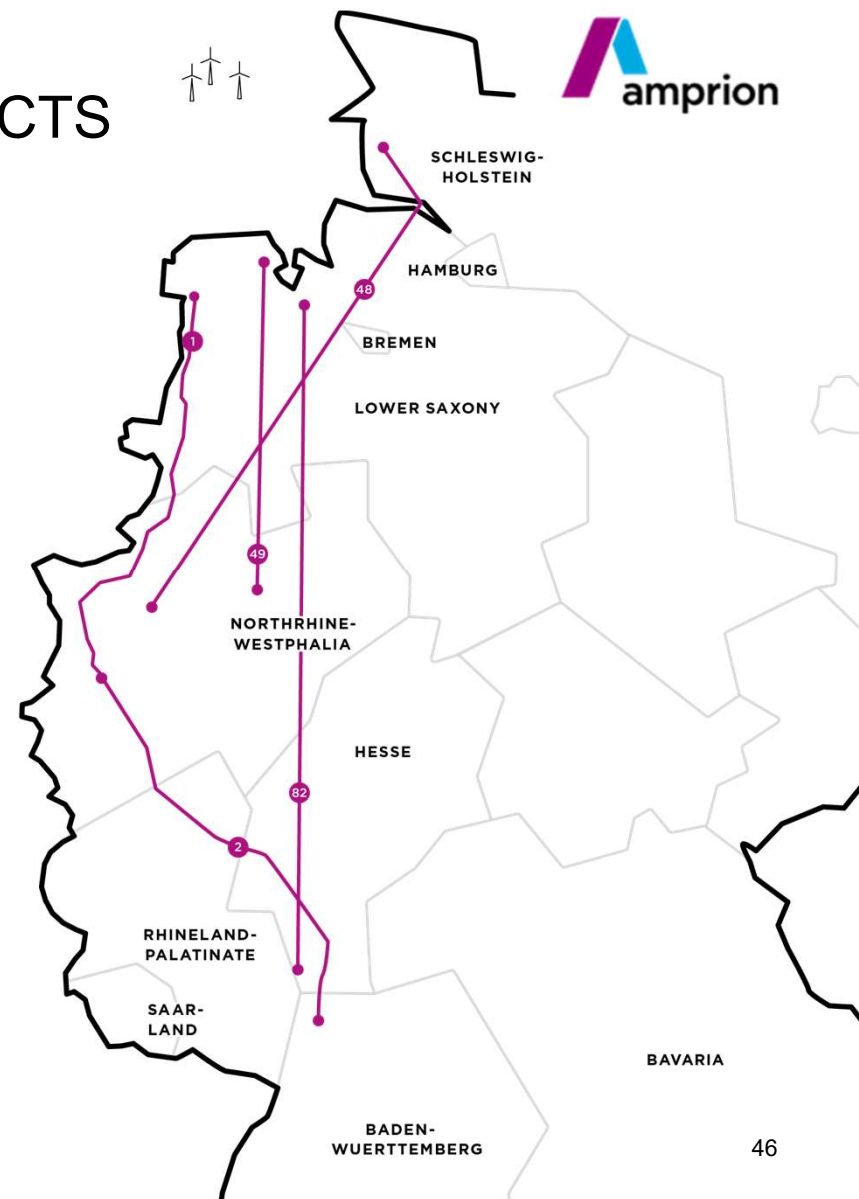 CTS
amprion
SCHLESWIG-
HOLSTEIN
HAMBURG
48
1
BREMEN
LOWER SAXONY
49
NORTHRHINE-
WESTPHALIA
HESSE
82
2
RHINELAND-
PALATINATE
SAAR-
LAND
BAVARIA
BADEN-
WUERTTEMBERG
46